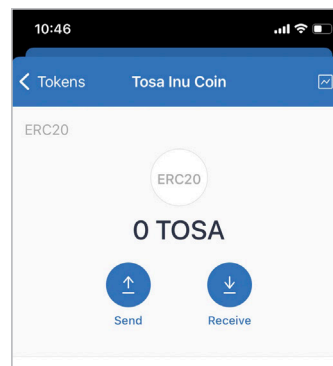 10:46
Tokens Tosa Inu Coin
ERC20
ERC20
0 TOSA
Send Receive